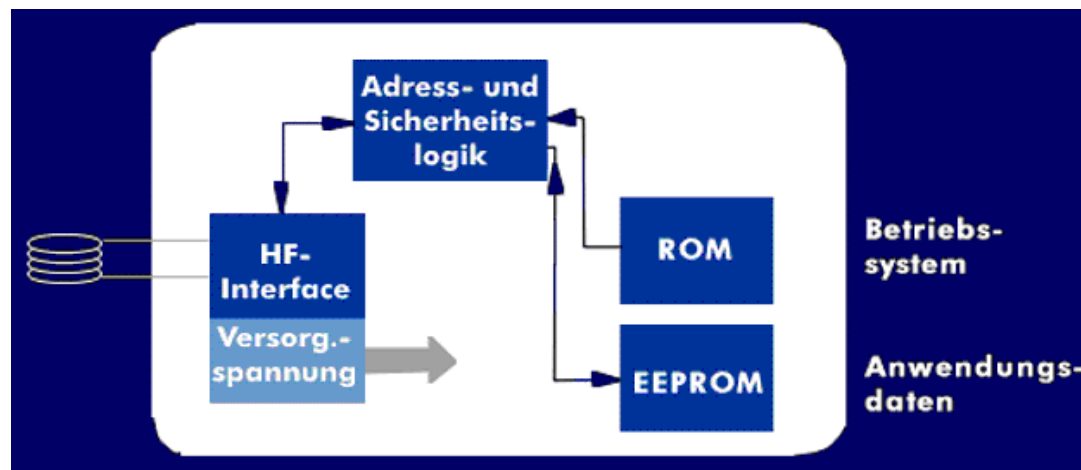 Adress- und
Sicherheits-
logik
HF-
Interface
Versorg.-
spannung
ROM
Betriebs-
system
EEPROM
Anwendungs-
daten